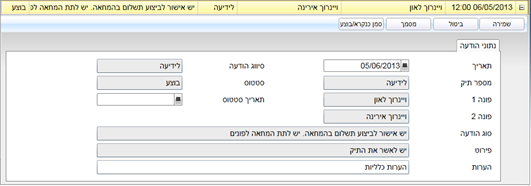 12:00 06/05/2013 ויינרוך לאון ויינרוך אירינה לידיעה יש אישור לביצוע תשלום בהמחאה. יש לתת המחאה לפונים בוצע
שמירה ביטול מסמך סמן כנקרא/בוצע
נתוני הודעה
תאריך 05/06/2013 סיווג הודעה לידיעה
מספר תיק לידיעה סטטוס בוצע
פונה 1 ויינרוך לאון תאריך סטטוס
פונה 2 ויינרוך אירינה
סוג הודעה יש אישור לביצוע תשלום בהמחאה. יש לתת המחאה לפונים
פירוט יש לאשר את התיק
הערות הערות כלליות